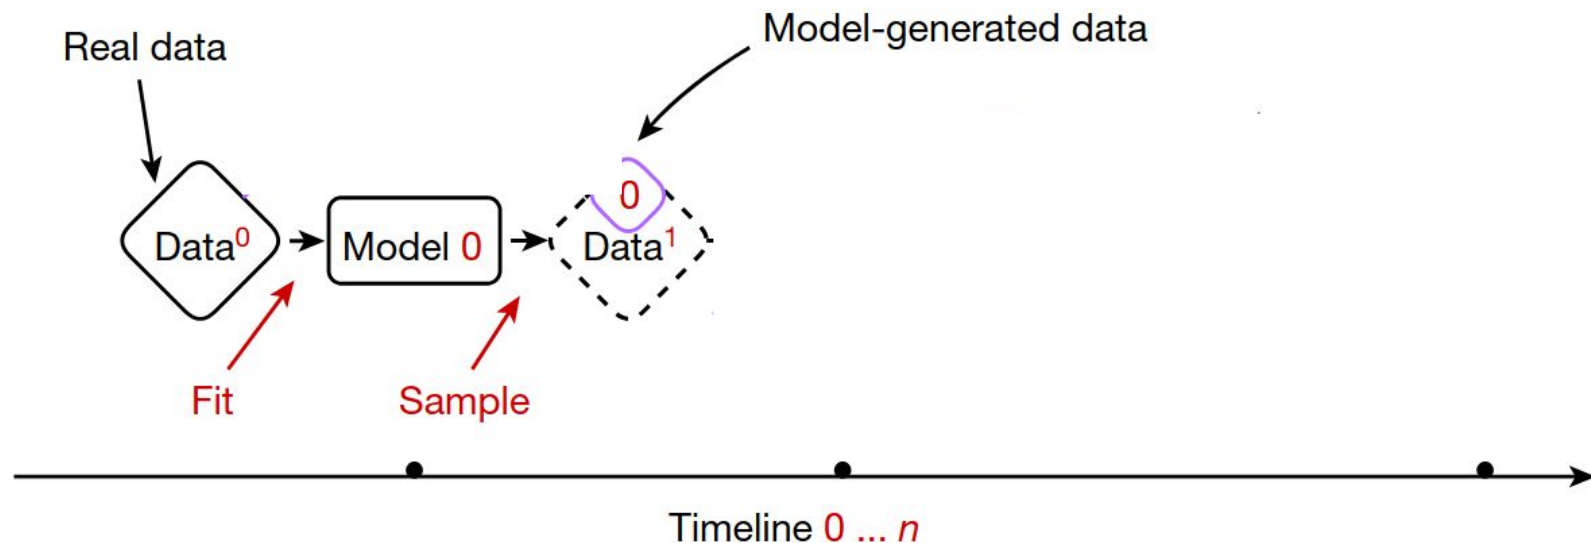 Real data
Model-generated data
0
Data⁰
Model 0
Data¹
Fit
Sample
Timeline 0 ... n